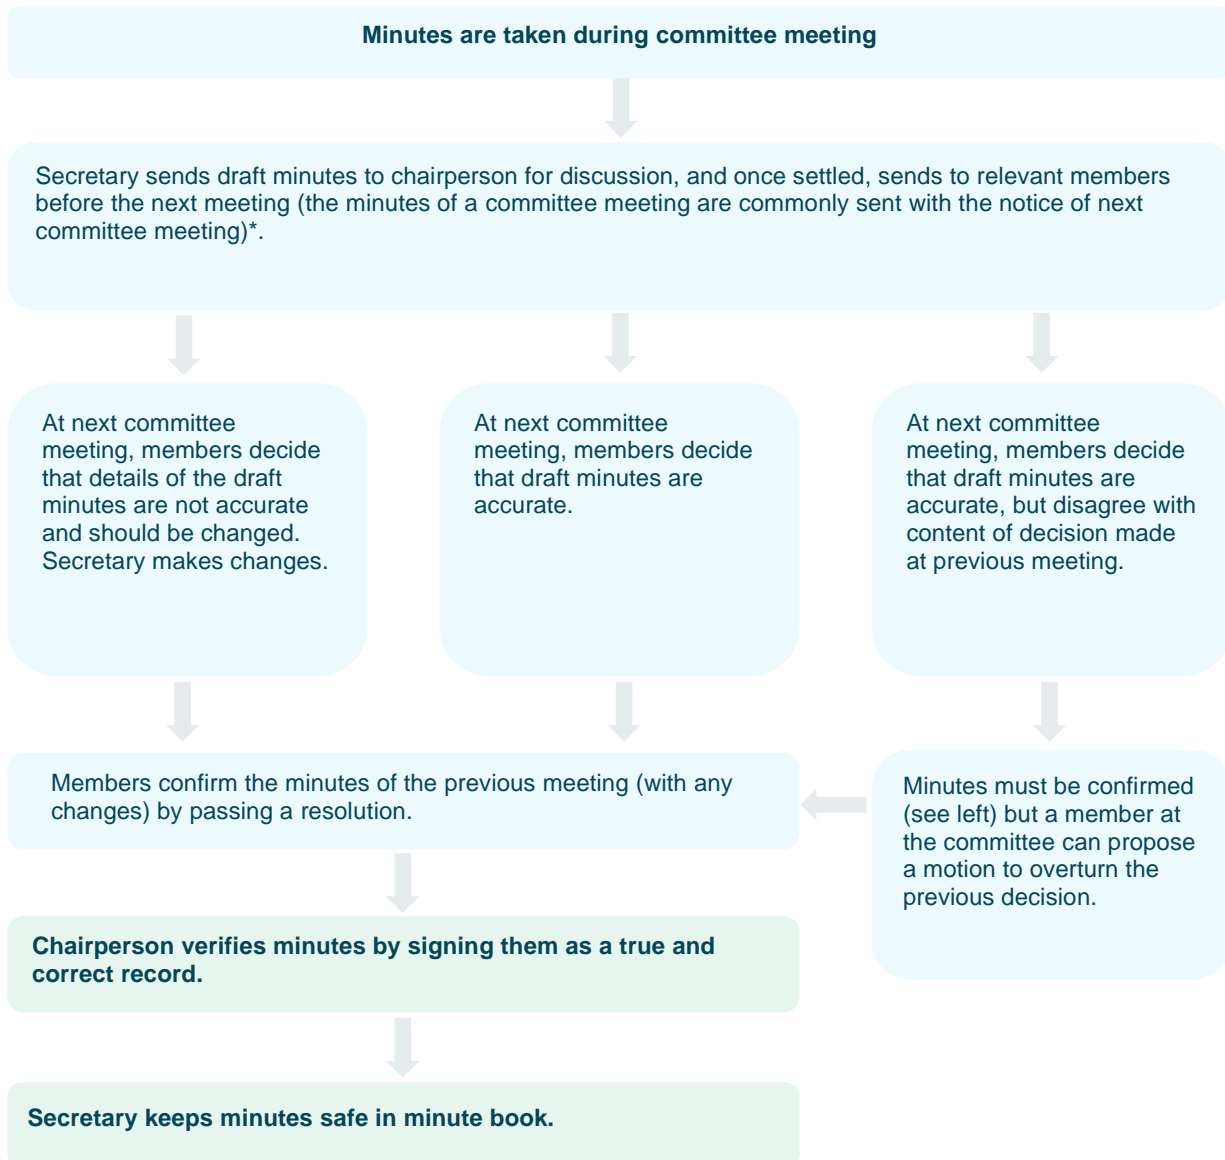 Minutes are taken during committee meeting
Secretary sends draft minutes to chairperson for discussion, and once settled, sends to relevant members
before the next meeting (the minutes of a committee meeting are commonly sent with the notice of next
committee meeting)*.
At next committee
meeting, members decide
that details of the draft
minutes are not accurate
and should be changed.
Secretary makes changes.
At next committee
meeting, members decide
that draft minutes are
accurate.
At next committee
meeting, members decide
that draft minutes are
accurate, but disagree with
content of decision made
at previous meeting.
Members confirm the minutes of the previous meeting (with any
changes) by passing a resolution.
Minutes must be confirmed
(see left) but a member at
the committee can propose
a motion to overturn the
previous decision.
Chairperson verifies minutes by signing them as a true and
correct record.
Secretary keeps minutes safe in minute book.